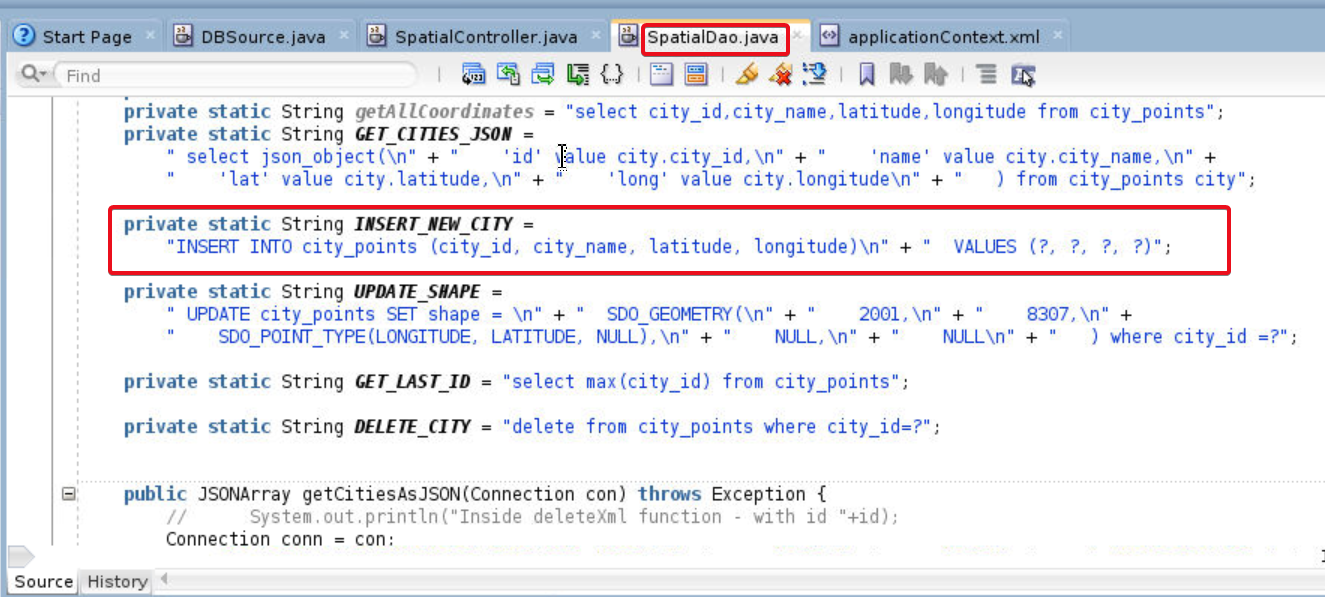 Start Page DBSource.java SpatialController.java SpatialDao.java applicationContext.xml
Find
private static String getAllCoordinates = "select city_id,city_name,latitude,longitude from city_points";
private static String GET_CITIES_JSON =
" select json_object(\n" + "    'id' value city.city_id,\n" + "    'name' value city.city_name,\n" +
"    'lat' value city.latitude,\n" + "    'long' value city.longitude\n" + "   ) from city_points city";
private static String INSERT_NEW_CITY =
"INSERT INTO city_points (city_id, city_name, latitude, longitude)\n" + "  VALUES (?, ?, ?, ?)";
private static String UPDATE_SHAPE =
" UPDATE city_points SET shape = \n" + "  SDO_GEOMETRY(\n" + "    2001,\n" + "    8307,\n" +
"    SDO_POINT_TYPE(LONGITUDE, LATITUDE, NULL),\n" + "    NULL,\n" + "    NULL\n" + "   ) where city_id =?";
private static String GET_LAST_ID = "select max(city_id) from city_points";
private static String DELETE_CITY = "delete from city_points where city_id=?";
public JSONArray getCitiesAsJSON(Connection con) throws Exception {
//      System.out.println("Inside deleteXml function - with id "+id);
Connection conn = con;
Source History